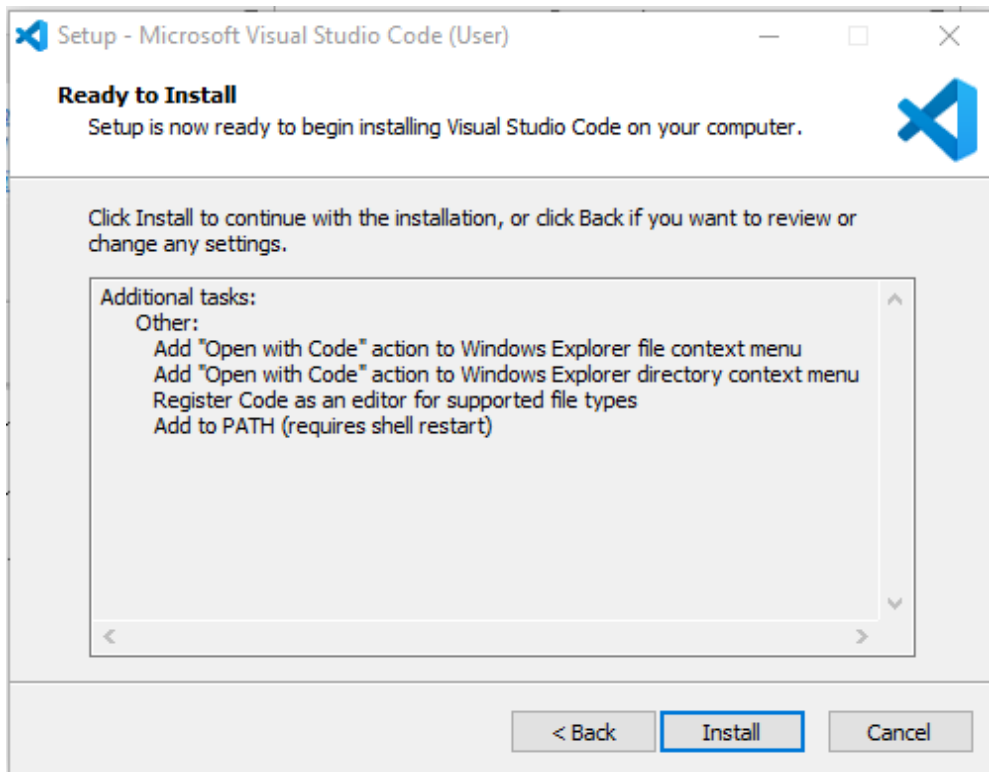 Setup - Microsoft Visual Studio Code (User)
Ready to Install
Setup is now ready to begin installing Visual Studio Code on your computer.
Click Install to continue with the installation, or click Back if you want to review or
change any settings.
Additional tasks:
Other:
Add "Open with Code" action to Windows Explorer file context menu
Add "Open with Code" action to Windows Explorer directory context menu
Register Code as an editor for supported file types
Add to PATH (requires shell restart)
< Back
Install
Cancel